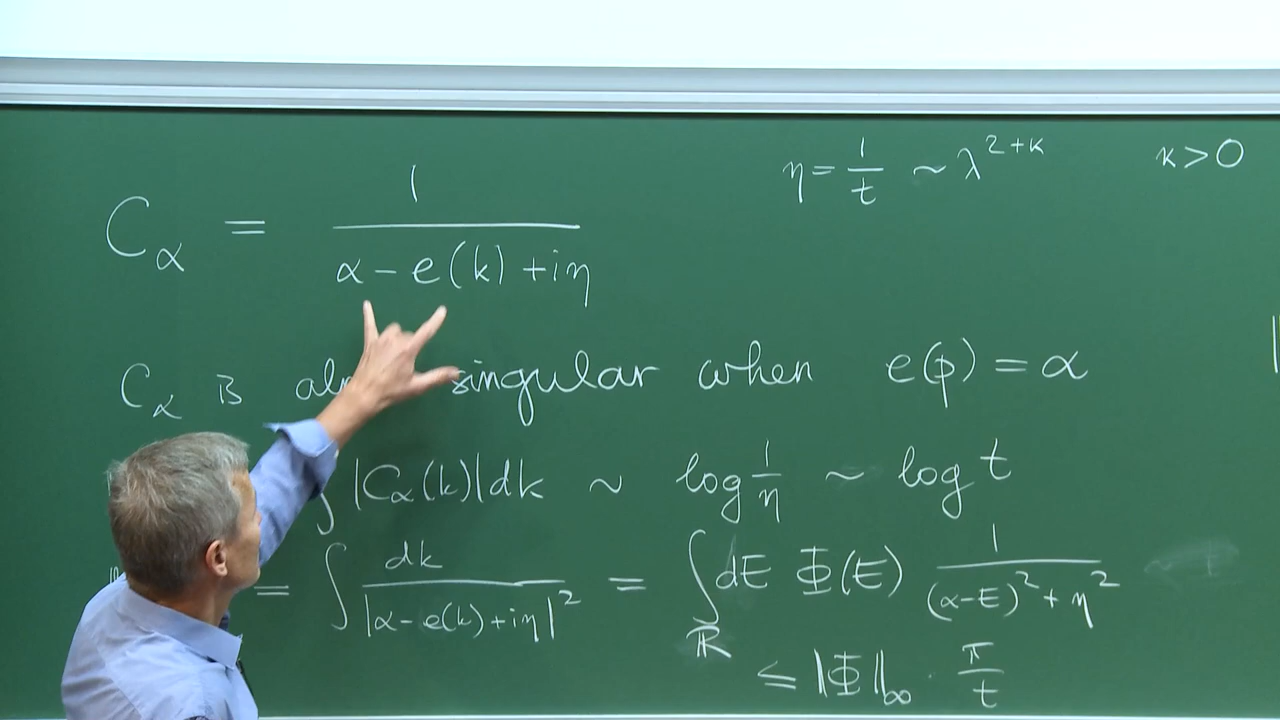 η = 1/t ~ λ^{2+κ} κ > 0
C_α = 1/(α − e(k) + iη)
C_α is singular when e(p) = α
∫ |C_α(k)| dk ~ log 1/η ~ log t
= ∫ dk/|α − e(k) + iη|² = ∫_ℝ dE Φ(E) 1/((α − E)² + η²)
≤ ‖Φ‖_∞ · π/t